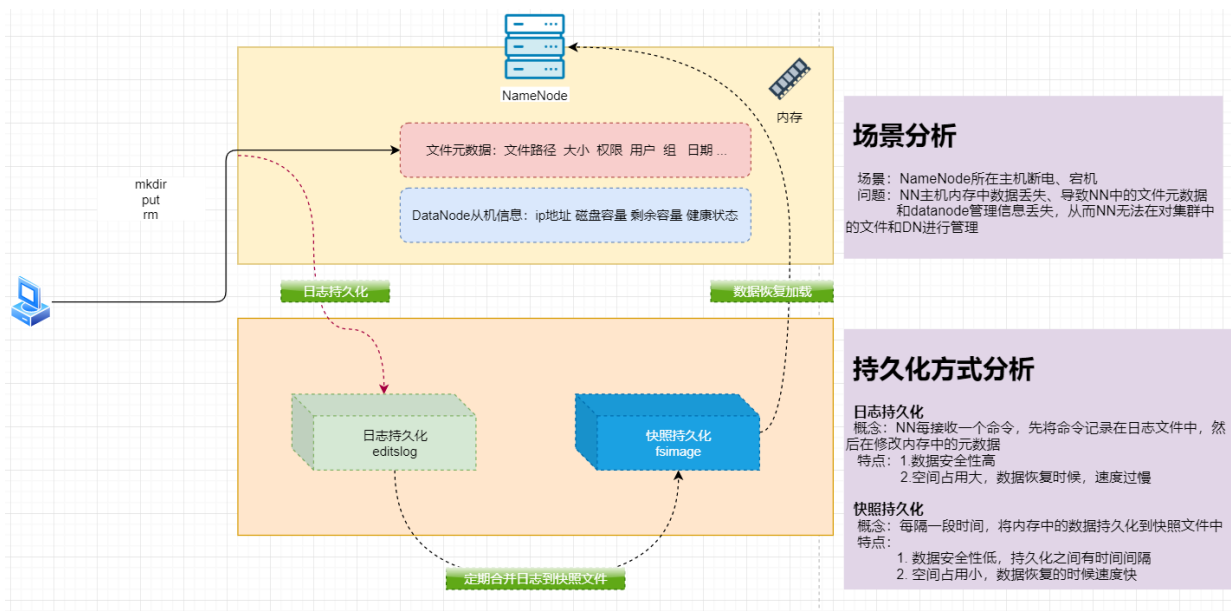 NameNode
内存
文件元数据：文件路径 大小 权限 用户 组 日期 ...
mkdir
put
rm
DataNode从机信息：ip地址 磁盘容量 剩余容量 健康状态
日志持久化
数据恢复加载
日志持久化
editslog
快照持久化
fsimage
定期合并日志到快照文件
场景分析
场景：NameNode所在主机断电、宕机
问题：NN主机内存中数据丢失、导致NN中的文件元数据
和datanode管理信息丢失，从而NN无法在对集群中
的文件和DN进行管理
持久化方式分析
日志持久化
概念：NN每接收一个命令，先将命令记录在日志文件中，然
后在修改内存中的元数据
特点：1.数据安全性高
2.空间占用大，数据恢复时候，速度过慢
快照持久化
概念：每隔一段时间，将内存中的数据持久化到快照文件中
特点：
1. 数据安全性低，持久化之间有时间间隔
2. 空间占用小，数据恢复的时候速度快